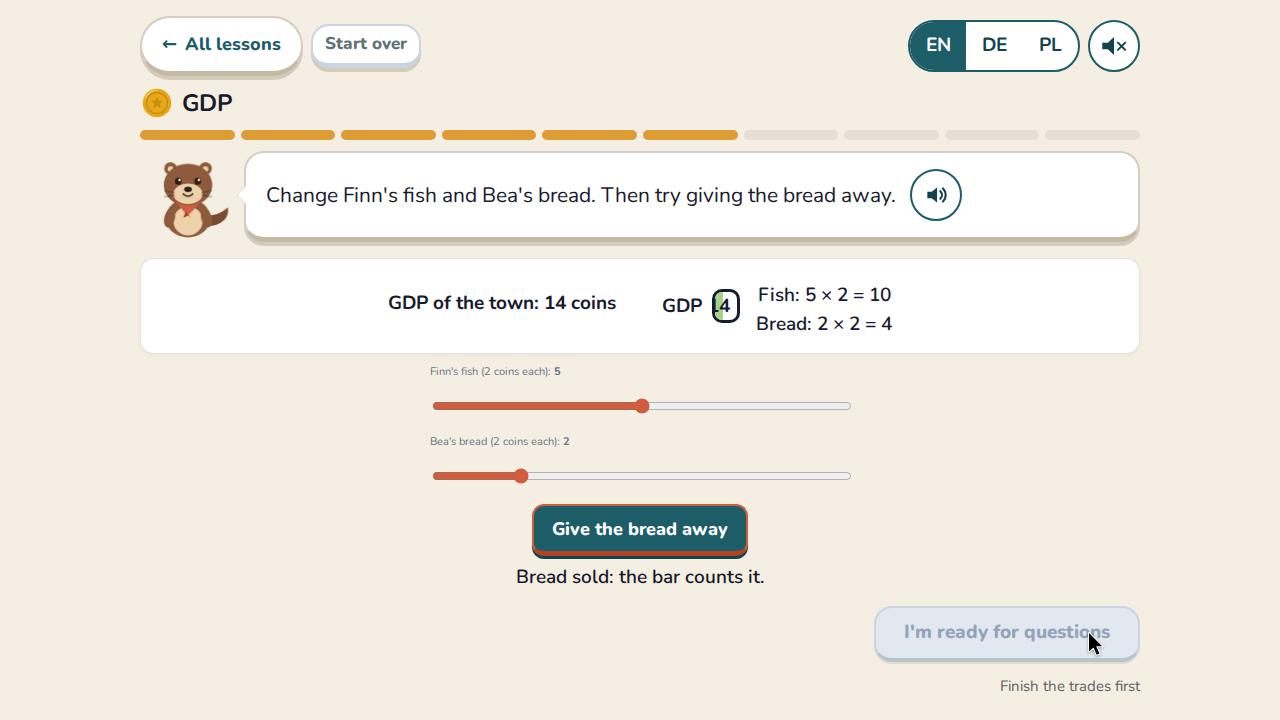 ← All lessons
Start over
EN DE PL
GDP
Change Finn's fish and Bea's bread. Then try giving the bread away.
GDP of the town: 14 coins
GDP 14
Fish: 5 × 2 = 10
Bread: 2 × 2 = 4
Finn's fish (2 coins each): 5
Bea's bread (2 coins each): 2
Give the bread away
Bread sold: the bar counts it.
I'm ready for questions
Finish the trades first